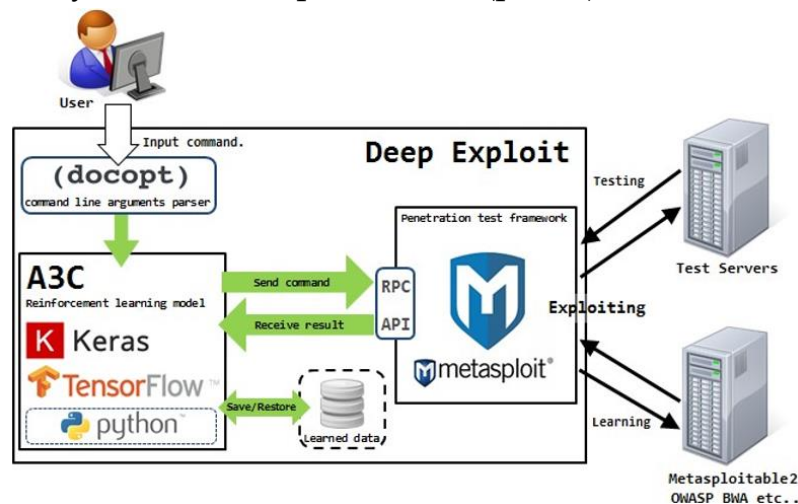 User
Input command.
Deep Exploit
(docopt)
command line arguments parser
Testing
Penetration test framework
Test Servers
A3C
Reinforcement learning model
Send command
RPC
Receive result
API
Exploiting
K Keras
TensorFlow™
metasploit®
python™
Save/Restore
Learned data
Learning
Metasploitable2
OWASP BWA etc..